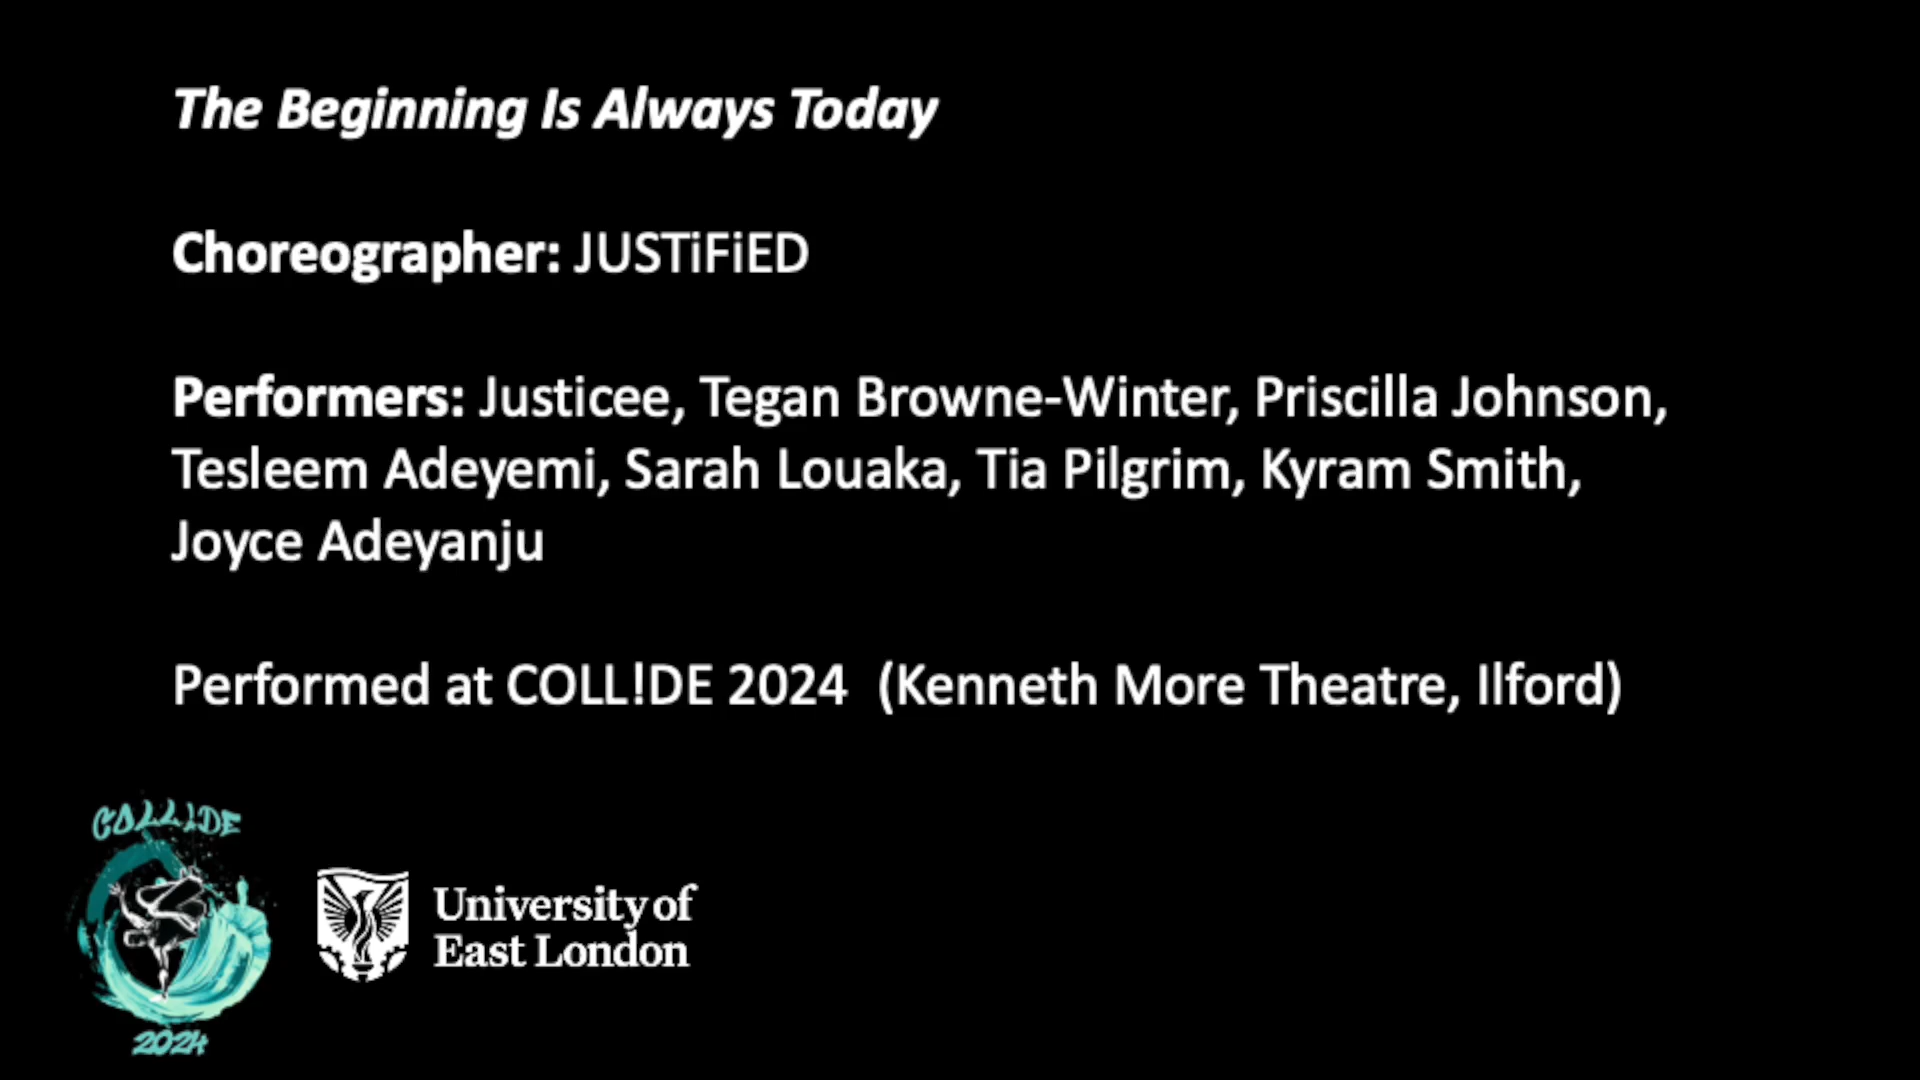 The Beginning Is Always Today
Choreographer: JUSTiFiED
Performers: Justicee, Tegan Browne-Winter, Priscilla Johnson,
Tesleem Adeyemi, Sarah Louaka, Tia Pilgrim, Kyram Smith,
Joyce Adeyanju
Performed at COLL!DE 2024  (Kenneth More Theatre, Ilford)
COLL!DE
2024
University of
East London